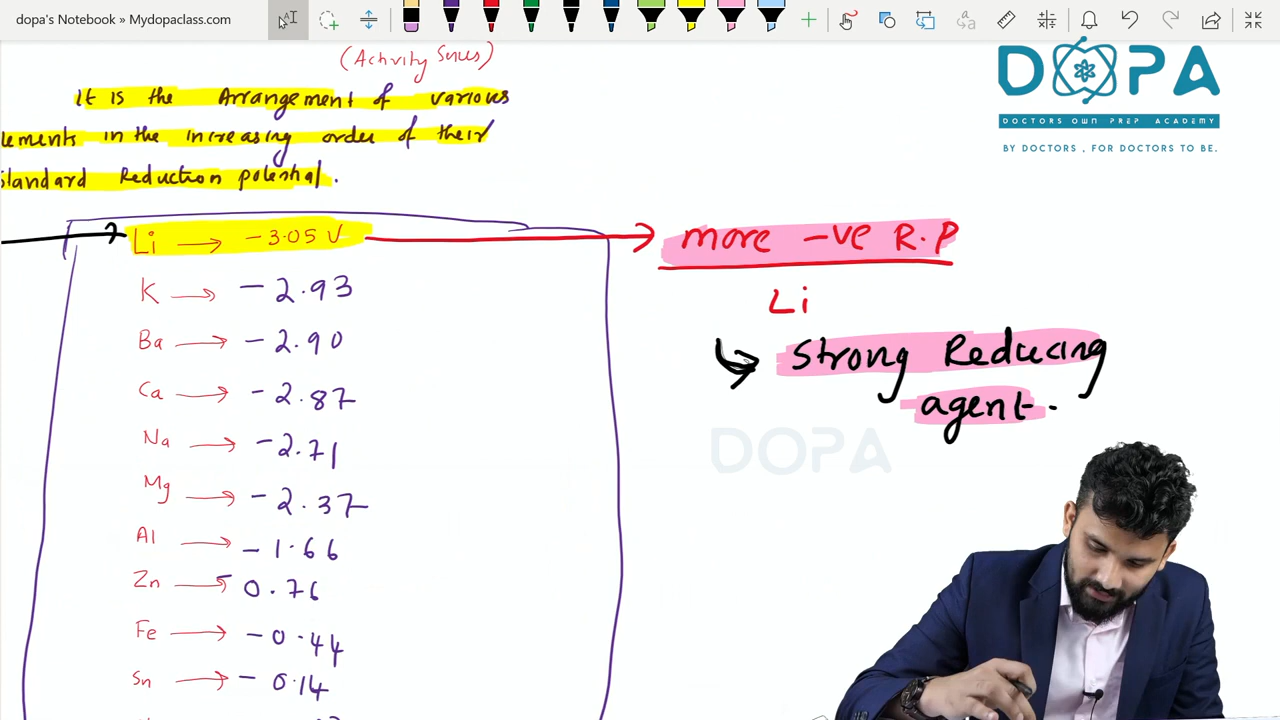 dopa's Notebook » Mydopaclass.com
(Activity Series)
It is the Arrangement of various
lements in the increasing order of their
Standard Reduction potential.
Li → -3.05 V
more -ve R.P
K → -2.93
Li
Ba → -2.90
Strong Reducing
agent.
Ca → -2.87
Na → -2.71
Mg → -2.37
Al → -1.66
Zn → -0.76
Fe → -0.44
Sn → -0.14
DOPA
DOCTORS OWN PREP ACADEMY
BY DOCTORS , FOR DOCTORS TO BE.
DOPA